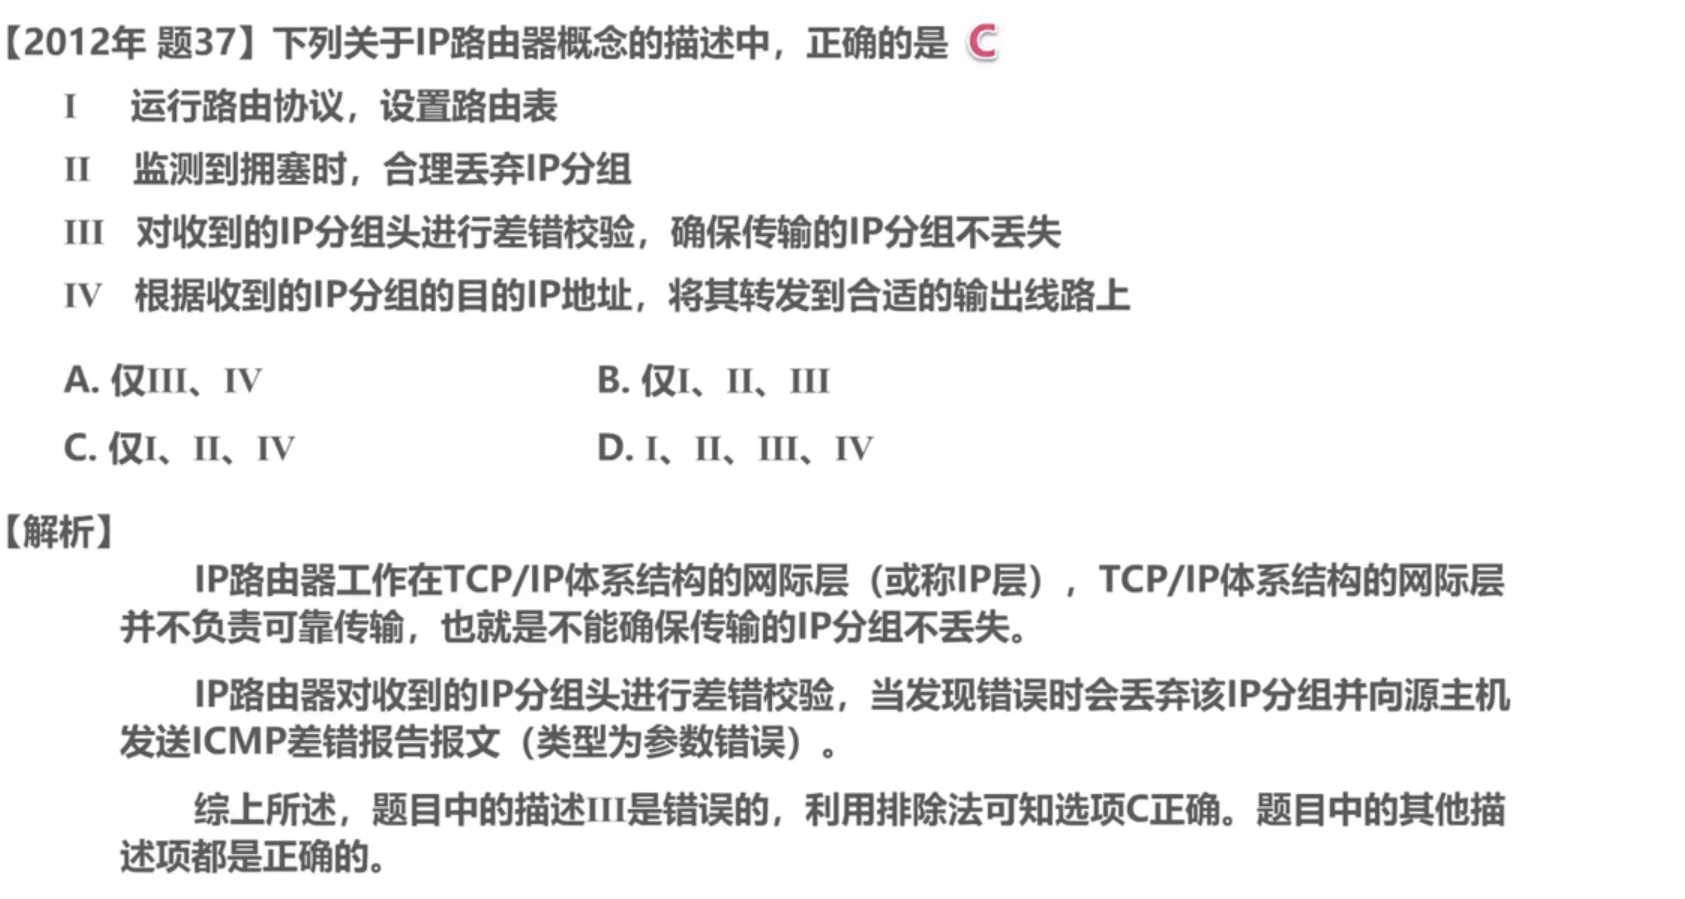 【2012年 题37】下列关于IP路由器概念的描述中，正确的是 C
I 运行路由协议，设置路由表
II 监测到拥塞时，合理丢弃IP分组
III 对收到的IP分组头进行差错校验，确保传输的IP分组不丢失
IV 根据收到的IP分组的目的IP地址，将其转发到合适的输出线路上
A. 仅III、IV B. 仅I、II、III
C. 仅I、II、IV D. I、II、III、IV
【解析】
IP路由器工作在TCP/IP体系结构的网际层（或称IP层），TCP/IP体系结构的网际层
并不负责可靠传输，也就是不能确保传输的IP分组不丢失。
IP路由器对收到的IP分组头进行差错校验，当发现错误时会丢弃该IP分组并向源主机
发送ICMP差错报告报文（类型为参数错误）。
综上所述，题目中的描述III是错误的，利用排除法可知选项C正确。题目中的其他描
述项都是正确的。